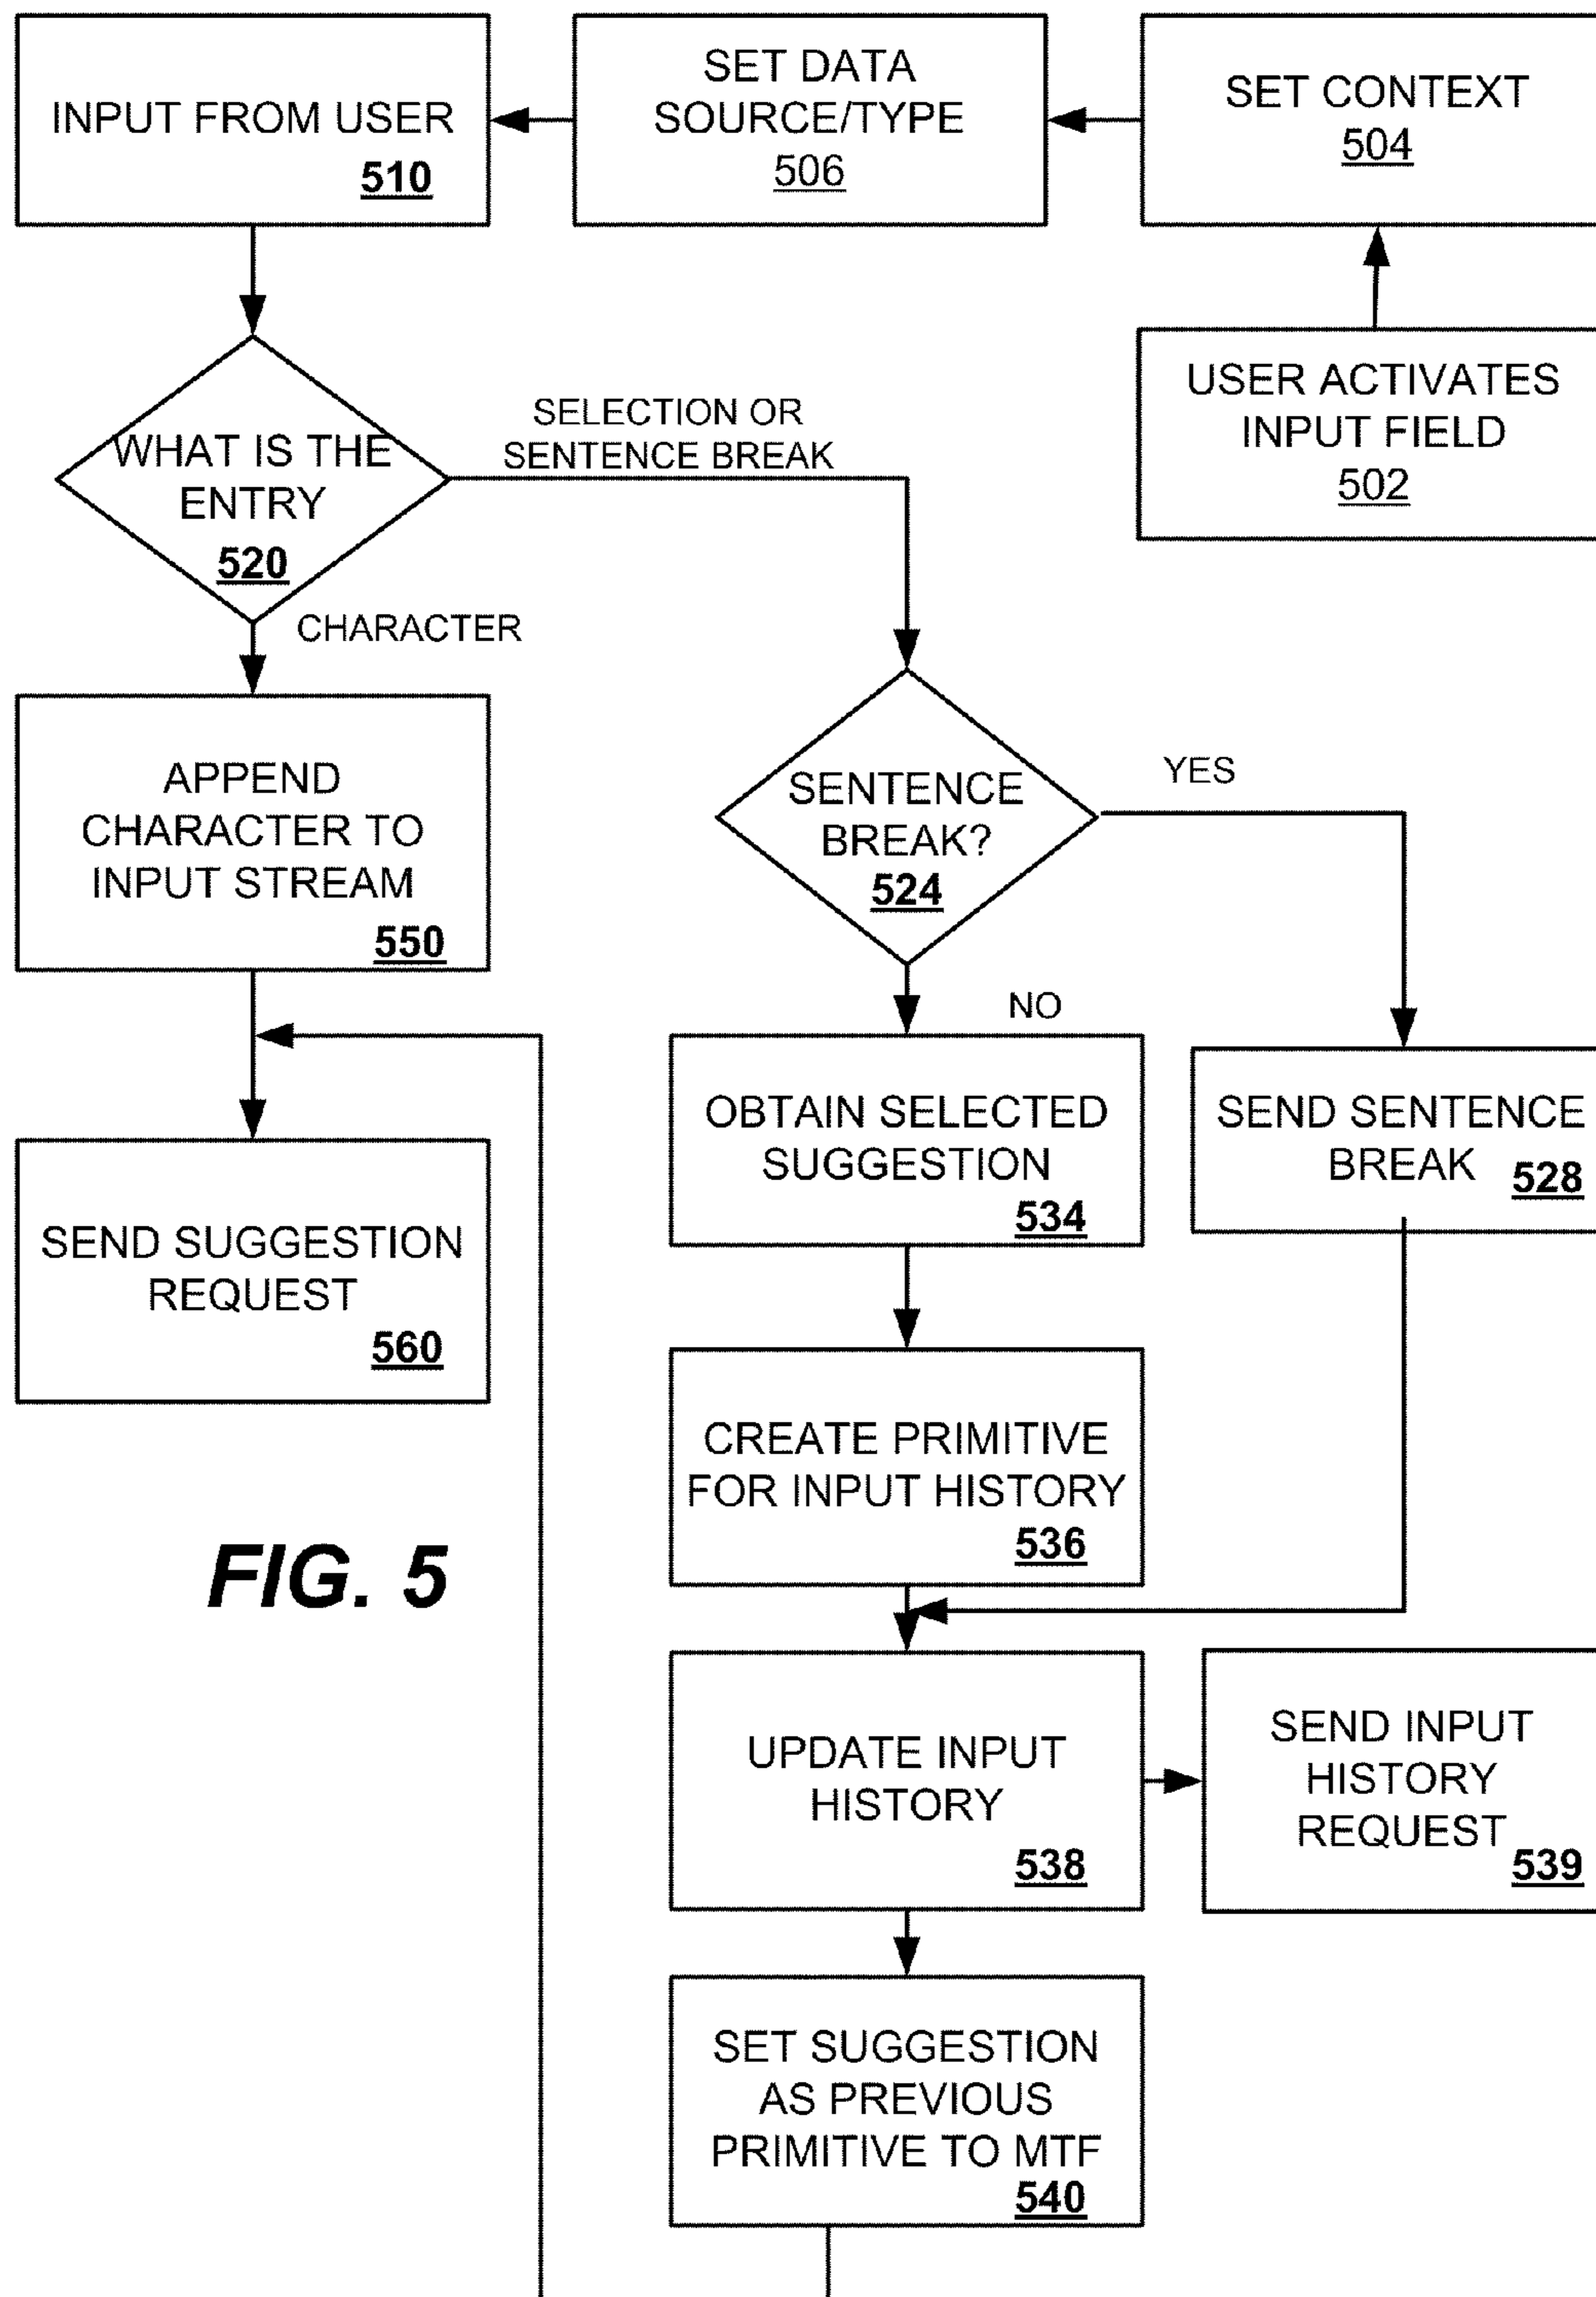 INPUT FROM USER
510
SET DATA
SOURCE/TYPE
506
SET CONTEXT
504
USER ACTIVATES
INPUT FIELD
502
WHAT IS THE
ENTRY
520
SELECTION OR
SENTENCE BREAK
CHARACTER
APPEND
CHARACTER TO
INPUT STREAM
550
SENTENCE
BREAK?
524
YES
NO
OBTAIN SELECTED
SUGGESTION
534
SEND SENTENCE
BREAK 528
SEND SUGGESTION
REQUEST
560
CREATE PRIMITIVE
FOR INPUT HISTORY
536
FIG. 5
UPDATE INPUT
HISTORY
538
SEND INPUT
HISTORY
REQUEST
539
SET SUGGESTION
AS PREVIOUS
PRIMITIVE TO MTF
540